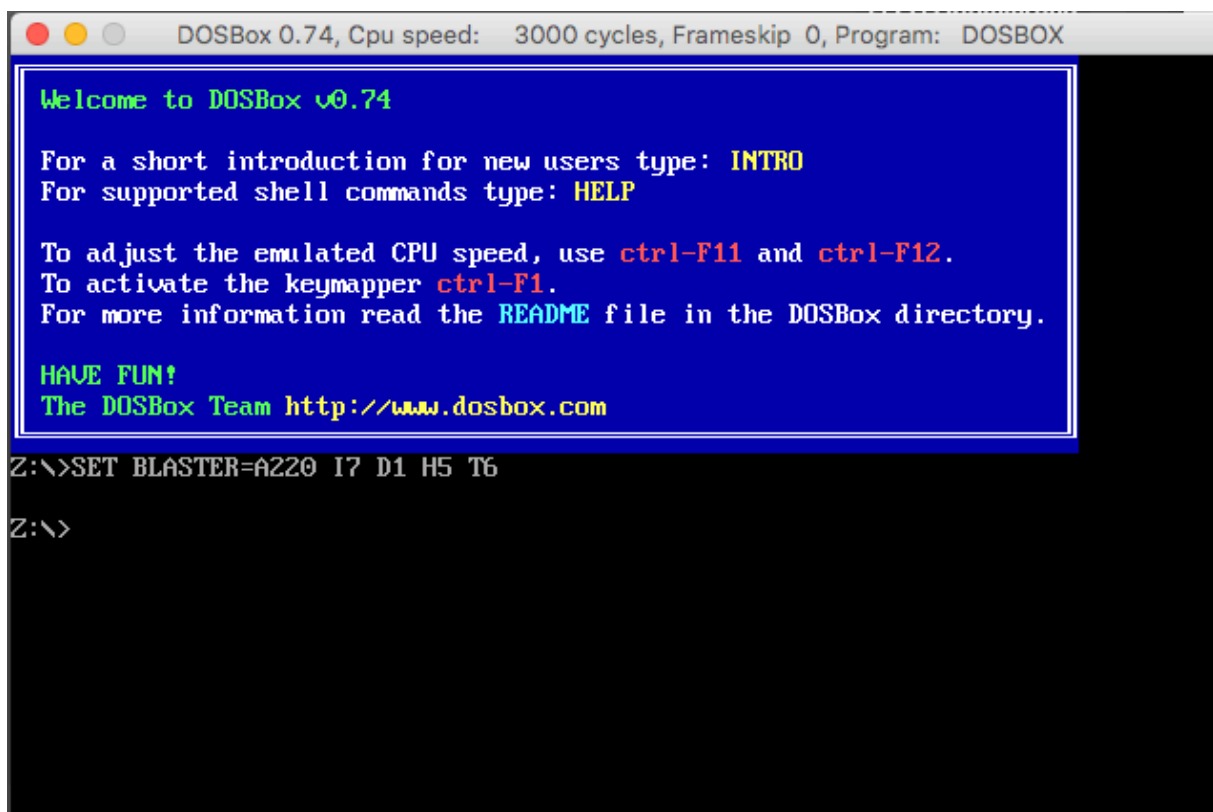 DOSBox 0.74, Cpu speed: 3000 cycles, Frameskip 0, Program: DOSBOX
Welcome to DOSBox v0.74
For a short introduction for new users type: INTRO
For supported shell commands type: HELP
To adjust the emulated CPU speed, use ctrl-F11 and ctrl-F12.
To activate the keymapper ctrl-F1.
For more information read the README file in the DOSBox directory.
HAVE FUN!
The DOSBox Team http://www.dosbox.com
Z:\>SET BLASTER=A220 I7 D1 H5 T6
Z:\>